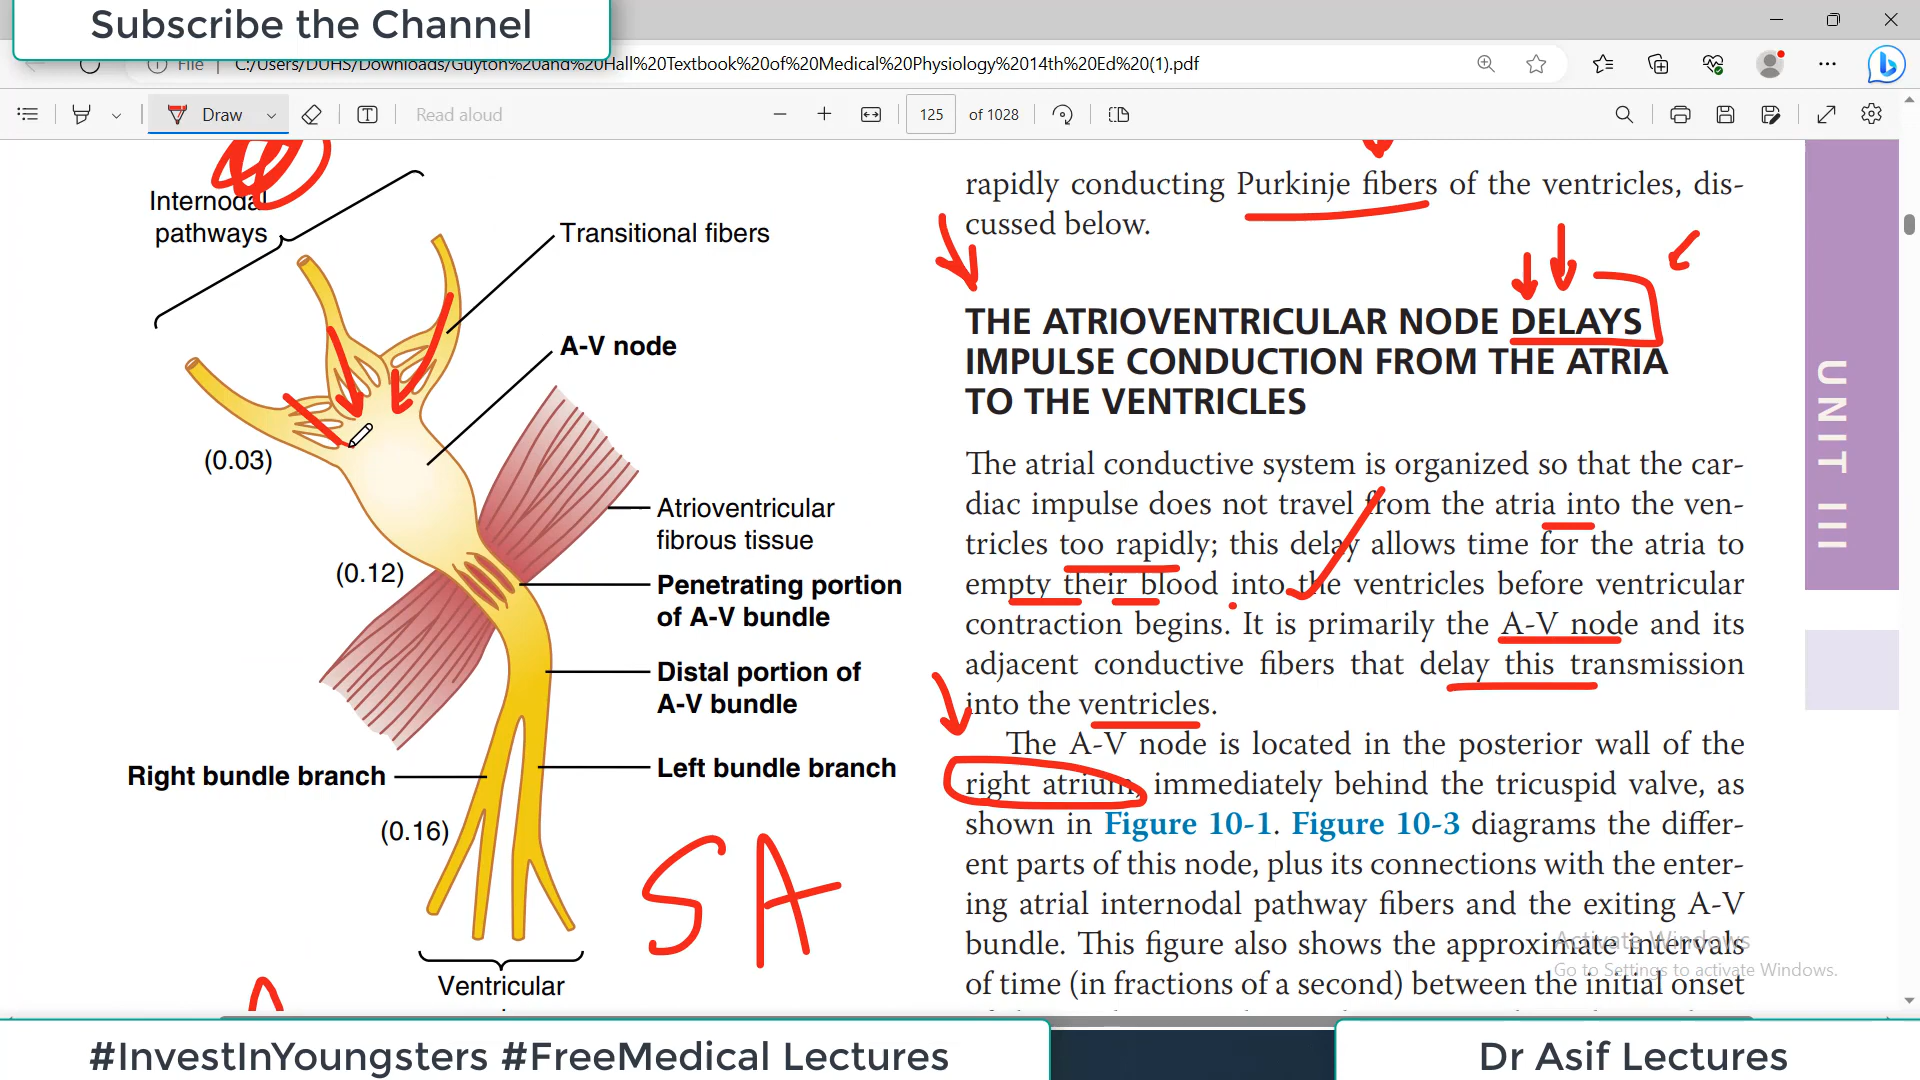 Subscribe the Channel
File
C:/Users/DUHS/Downloads/Guyton%20and%20Hall%20Textbook%20of%20Medical%20Physiology%2014th%20Ed%20(1).pdf
Draw
Read aloud
125 of 1028
Internodal
pathways
Transitional fibers
A-V node
(0.03)
Atrioventricular
fibrous tissue
(0.12)
Penetrating portion
of A-V bundle
Distal portion of
A-V bundle
Right bundle branch
Left bundle branch
(0.16)
SA
Ventricular
rapidly conducting Purkinje fibers of the ventricles, dis-
cussed below.
THE ATRIOVENTRICULAR NODE DELAYS
IMPULSE CONDUCTION FROM THE ATRIA
TO THE VENTRICLES
The atrial conductive system is organized so that the car-
diac impulse does not travel from the atria into the ven-
tricles too rapidly; this delay allows time for the atria to
empty their blood into the ventricles before ventricular
contraction begins. It is primarily the A-V node and its
adjacent conductive fibers that delay this transmission
into the ventricles.
The A-V node is located in the posterior wall of the
right atrium, immediately behind the tricuspid valve, as
shown in Figure 10-1. Figure 10-3 diagrams the differ-
ent parts of this node, plus its connections with the enter-
ing atrial internodal pathway fibers and the exiting A-V
bundle. This figure also shows the approximate intervals
of time (in fractions of a second) between the initial onset
UNIT III
Activate Windows
Go to Settings to activate Windows.
#InvestInYoungsters #FreeMedical Lectures
Dr Asif Lectures